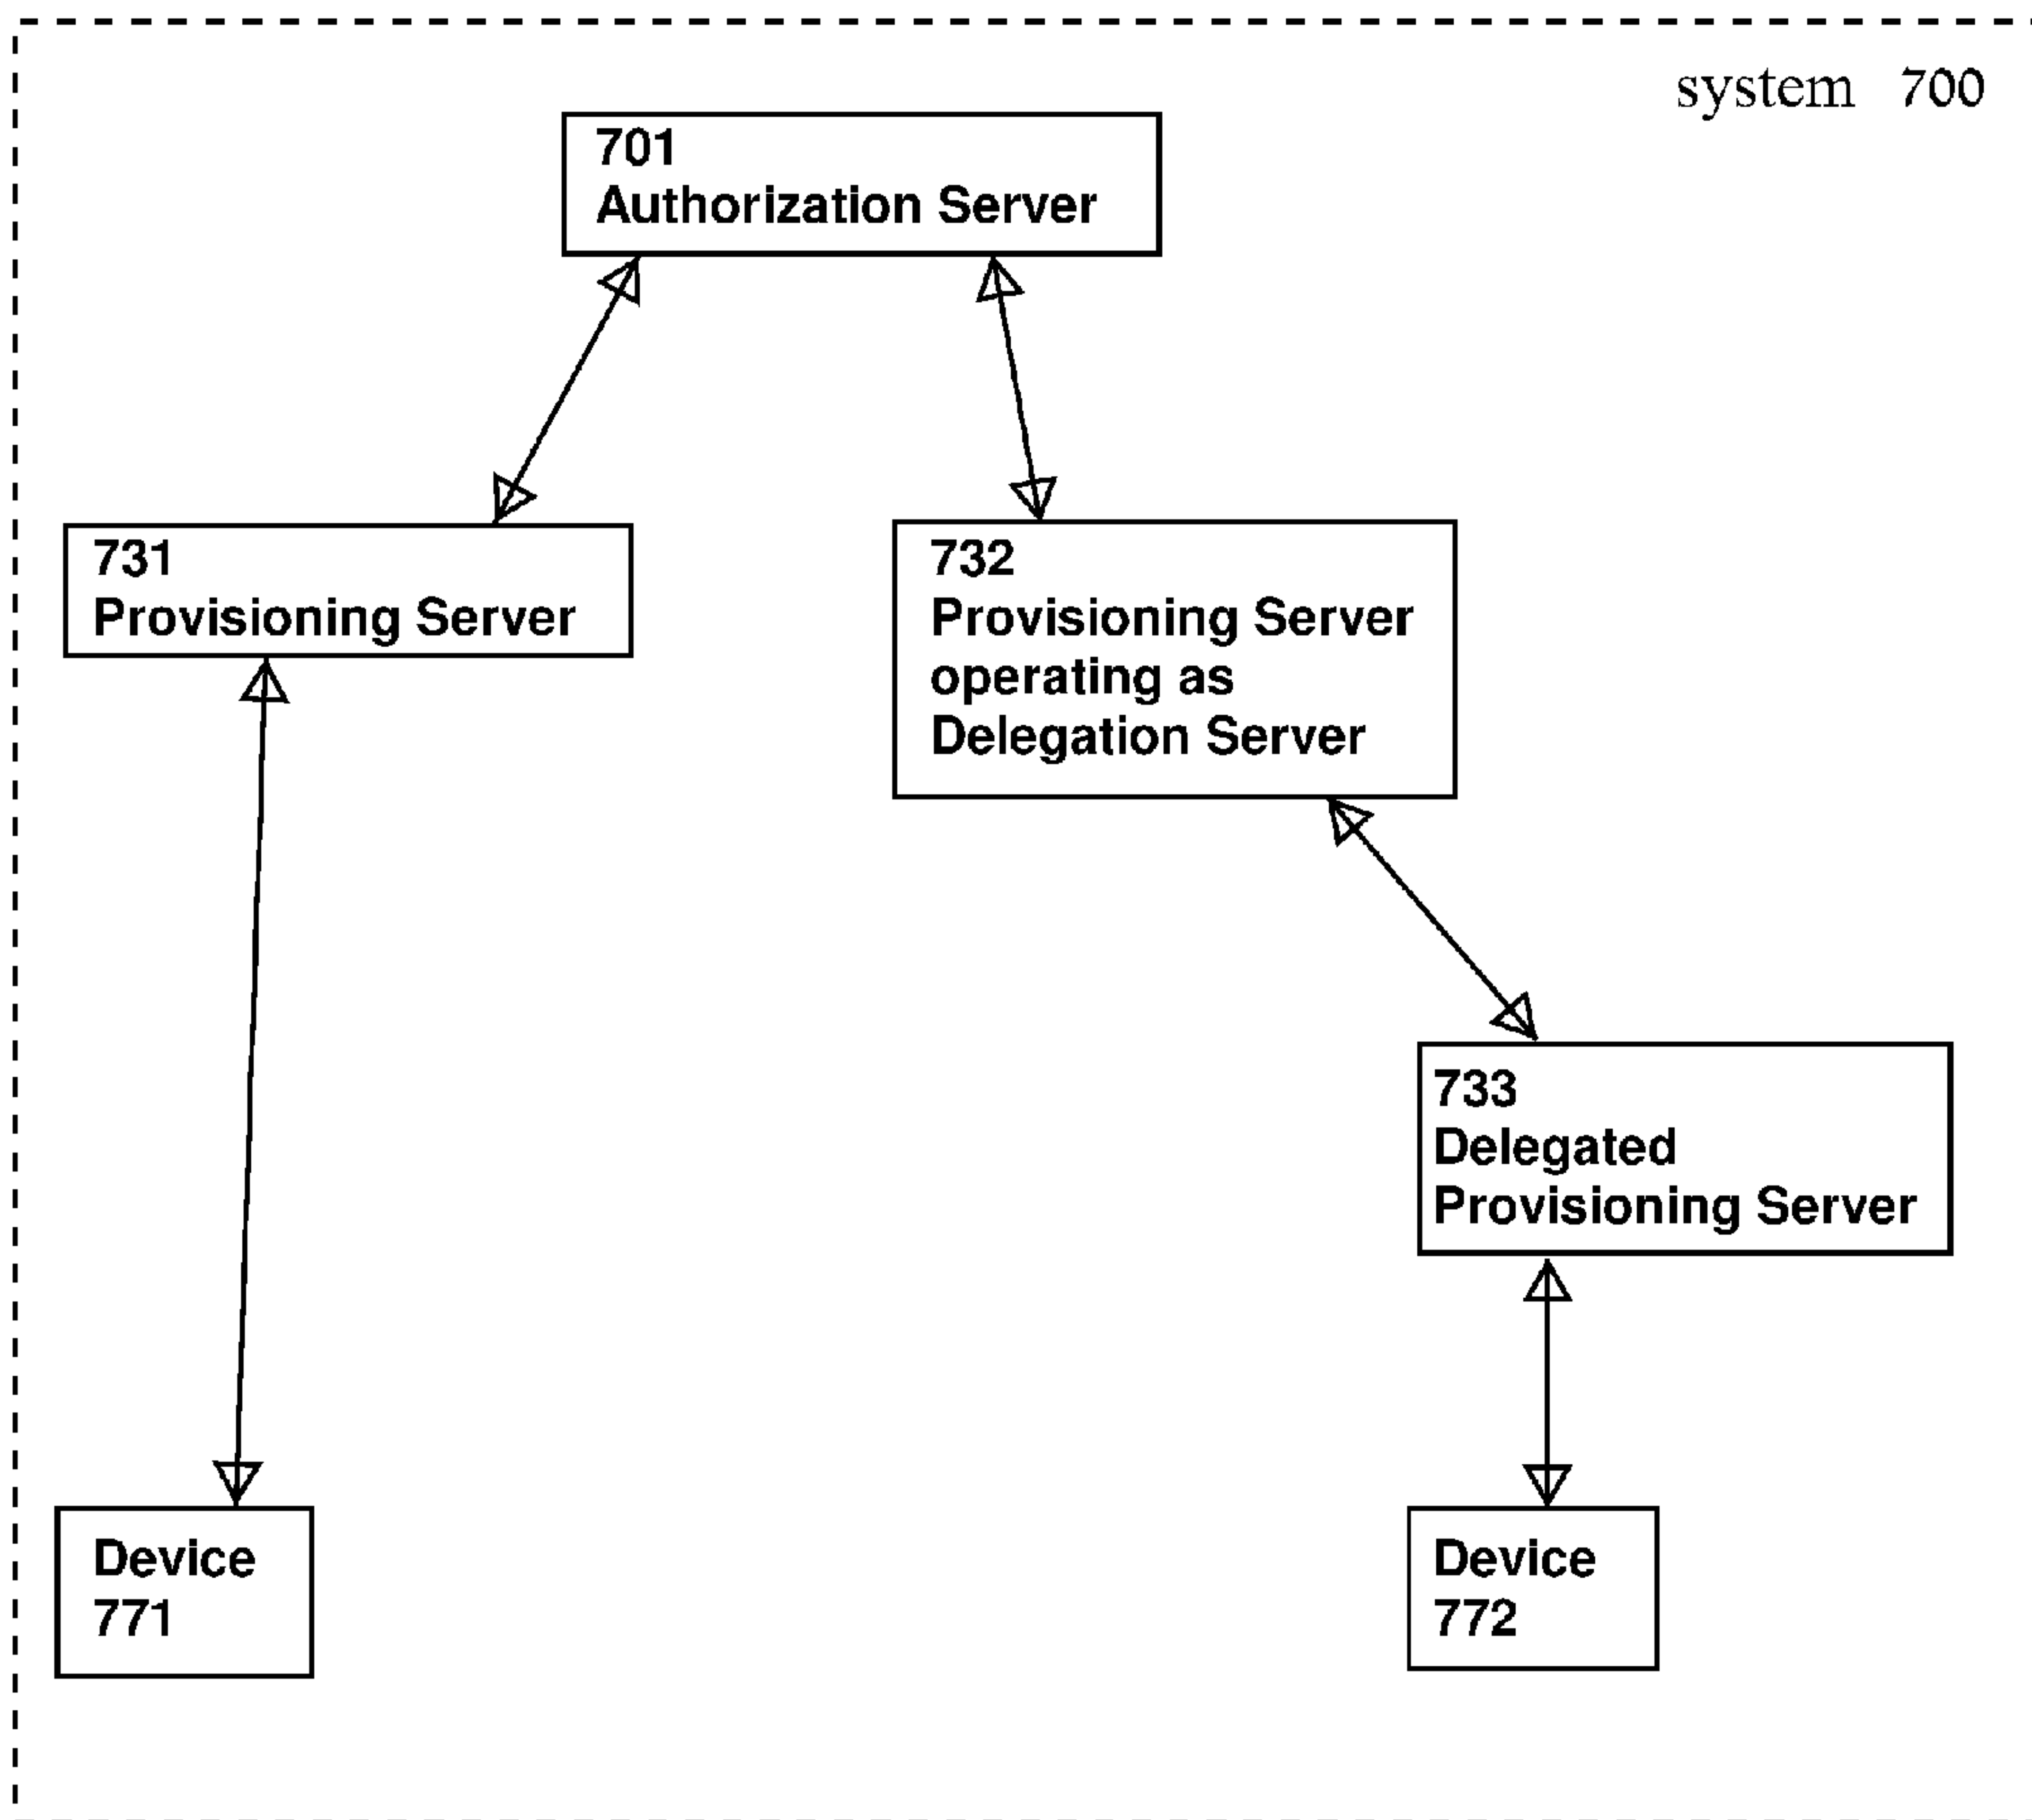 system 700
701
Authorization Server
731
Provisioning Server
732
Provisioning Server
operating as
Delegation Server
733
Delegated
Provisioning Server
Device
771
Device
772